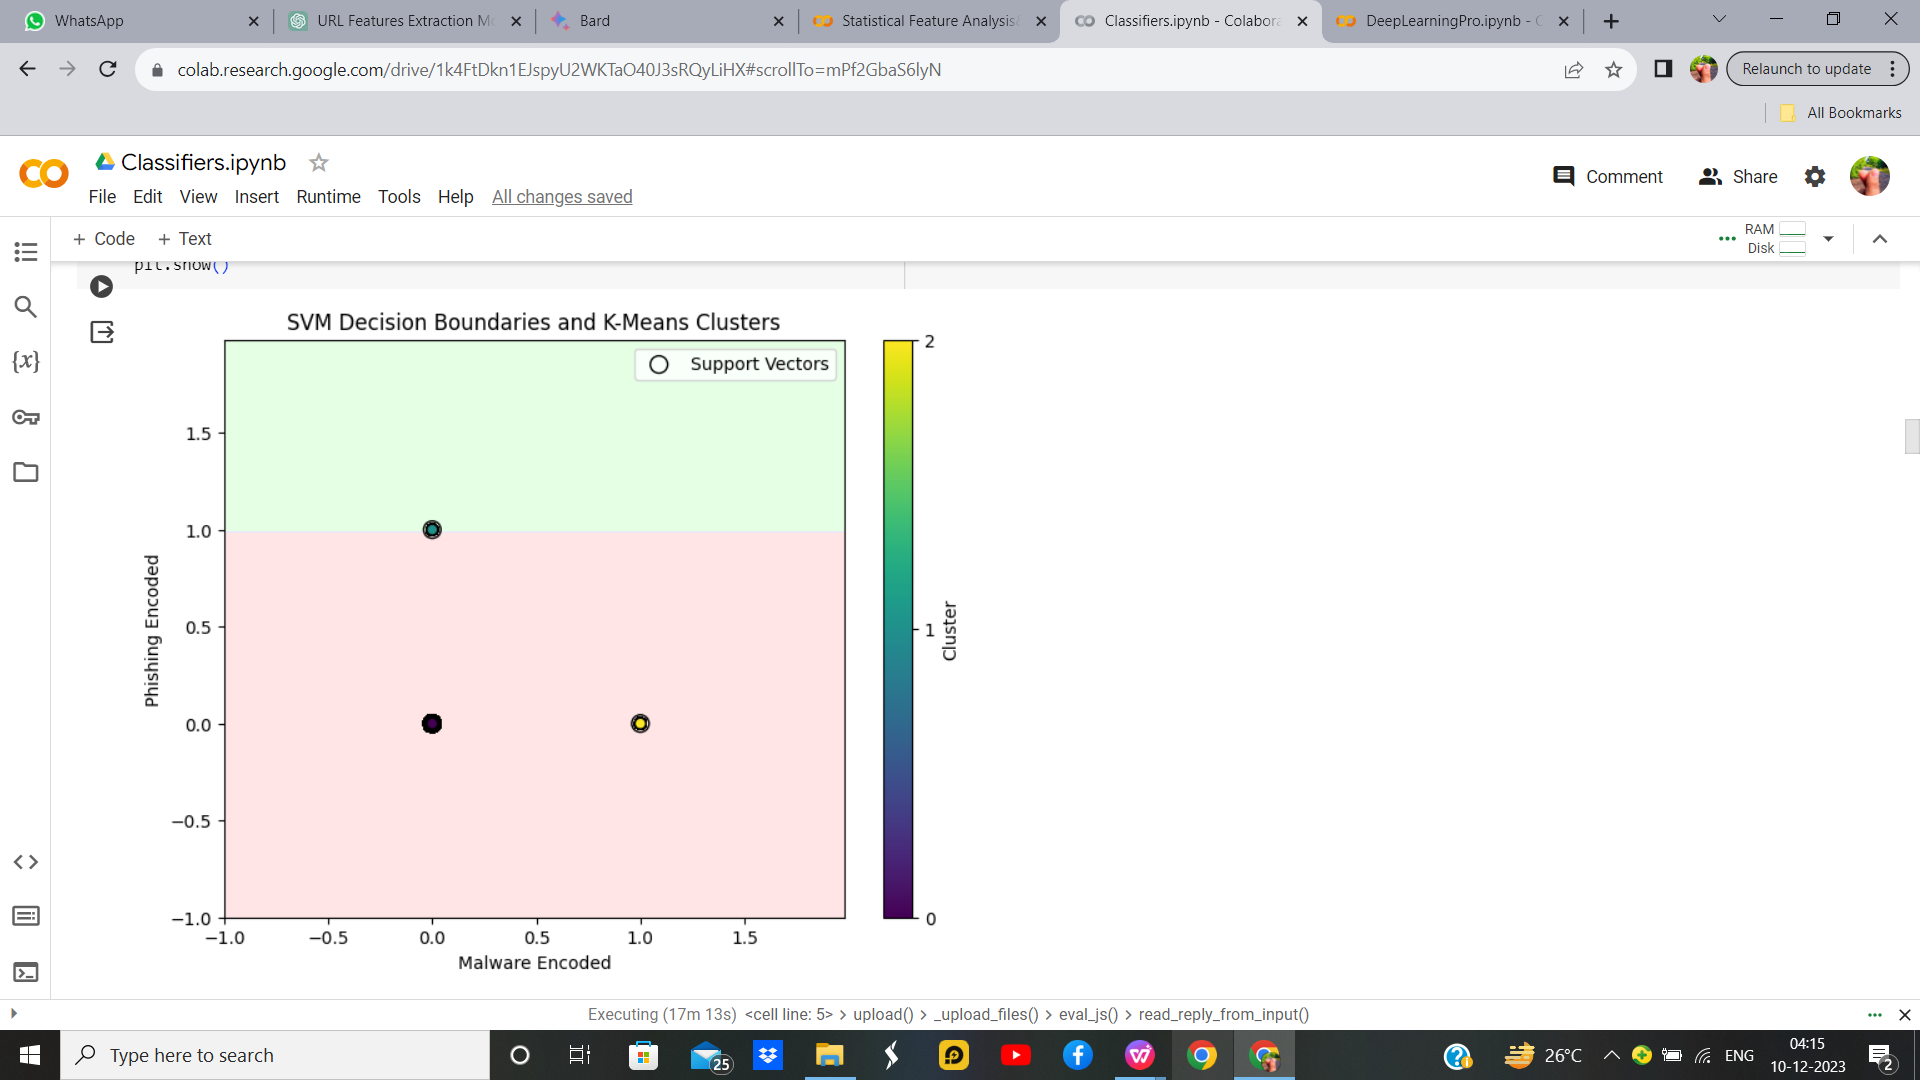 WhatsApp
URL Features Extraction Mo
Bard
Statistical Feature Analysis
Classifiers.ipynb - Colabora
DeepLearningPro.ipynb - C
colab.research.google.com/drive/1k4FtDkn1EJspyU2WKTaO40J3sRQyLiHX#scrollTo=mPf2GbaS6lyN
Relaunch to update
All Bookmarks
Classifiers.ipynb
File Edit View Insert Runtime Tools Help All changes saved
Comment
Share
+ Code + Text
RAM
Disk
plt.show()
SVM Decision Boundaries and K-Means Clusters
Support Vectors
1.5
1.0
0.5
0.0
−0.5
−1.0
Phishing Encoded
−1.0 −0.5 0.0 0.5 1.0 1.5
Malware Encoded
2
1
0
Cluster
{x}
Executing (17m 13s) <cell line: 5> > upload() > _upload_files() > eval_js() > read_reply_from_input()
Type here to search
25
26°C
ENG
04:15
10-12-2023
2